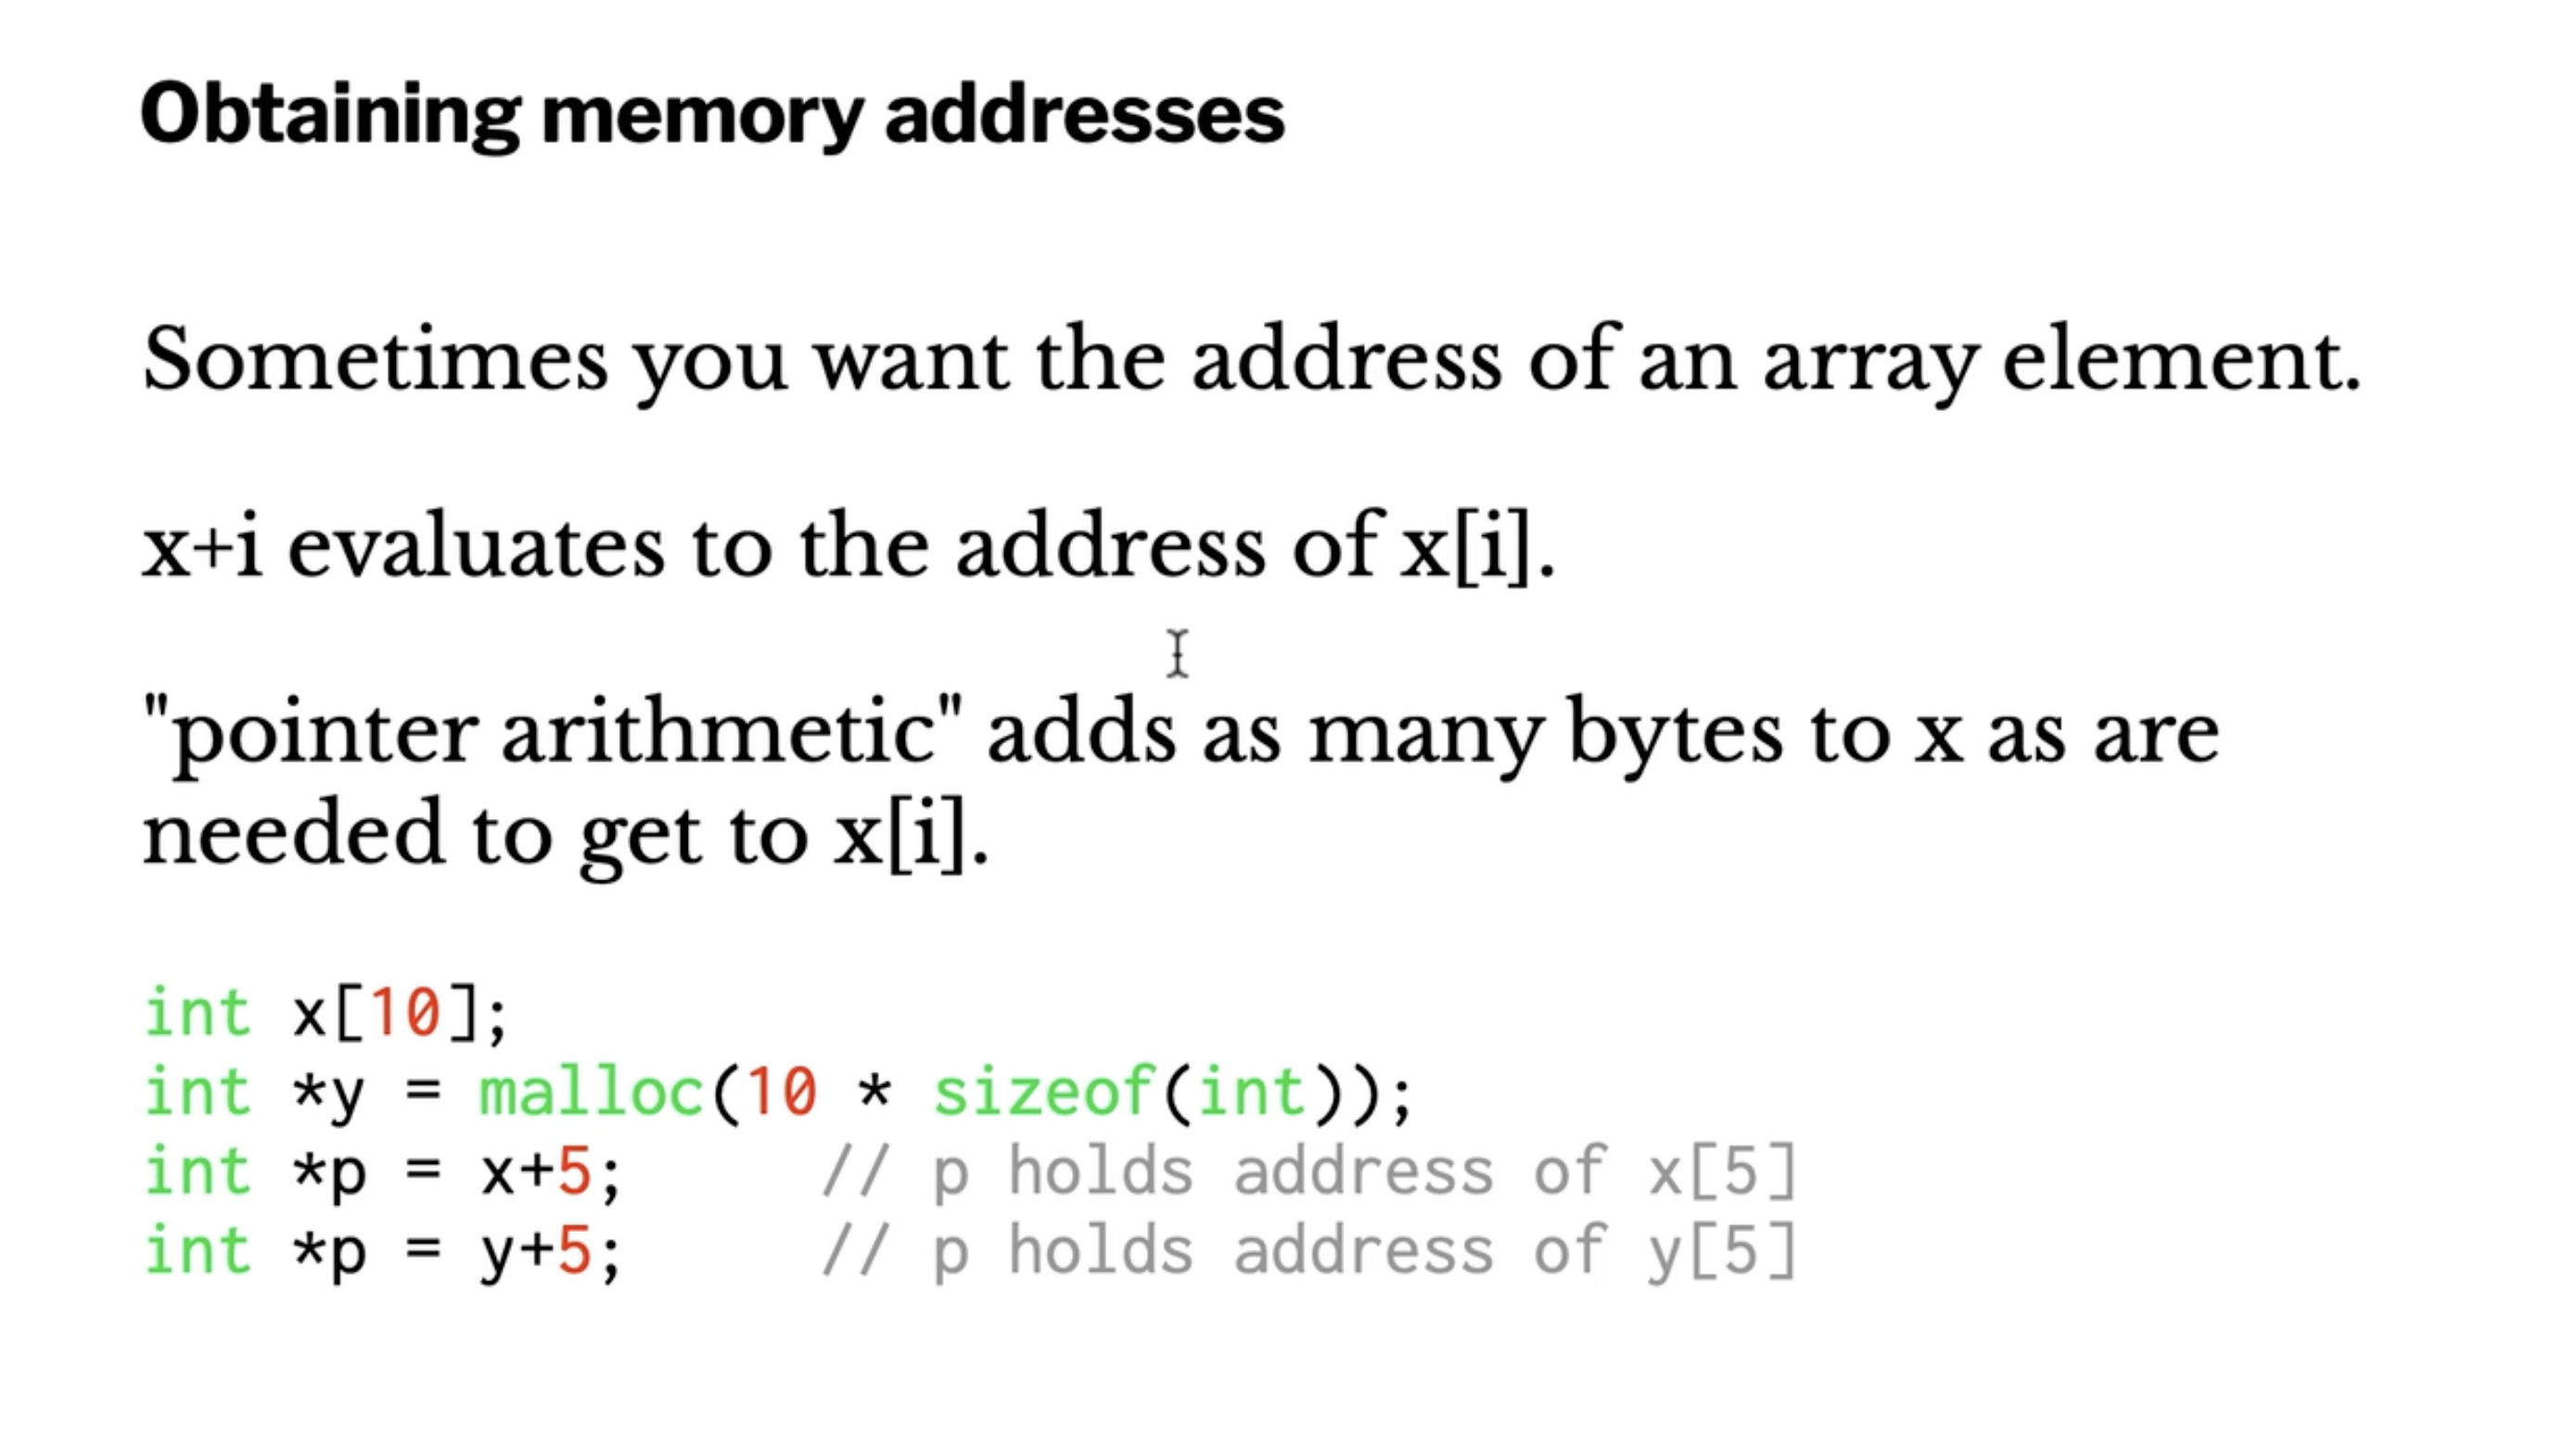 Obtaining memory addresses
Sometimes you want the address of an array element.
x+i evaluates to the address of x[i].
"pointer arithmetic" adds as many bytes to x as are
needed to get to x[i].
int x[10];
int *y = malloc(10 * sizeof(int));
int *p = x+5;     // p holds address of x[5]
int *p = y+5;     // p holds address of y[5]